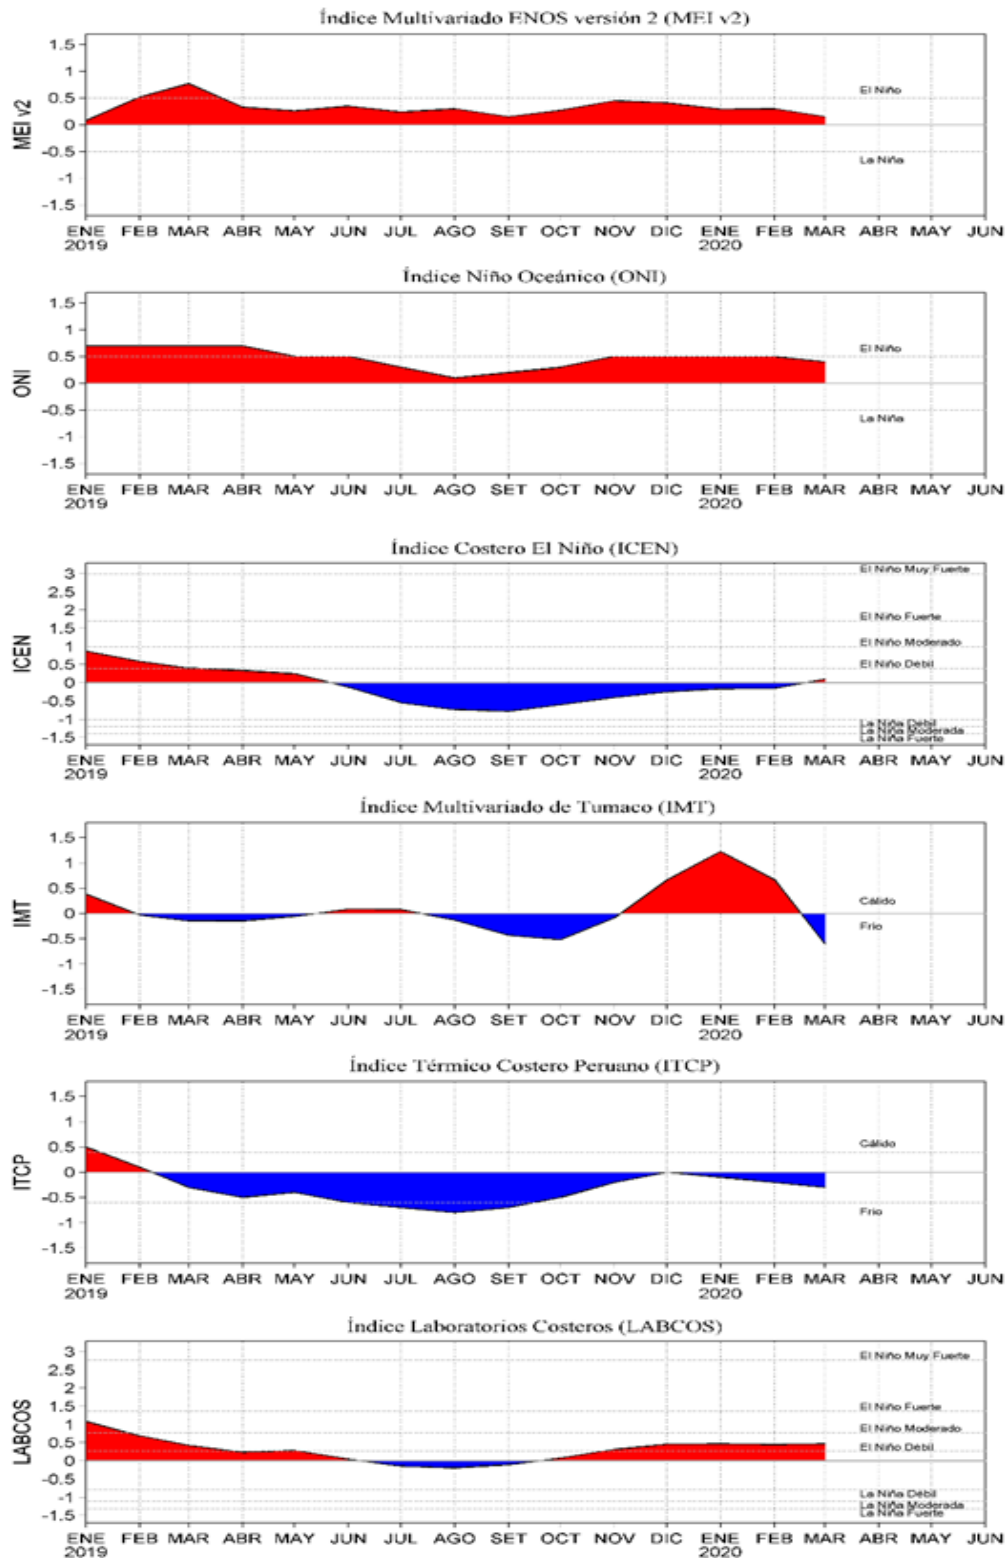 Índice Multivariado ENOS versión 2 (MEI v2)
MEI v2
1.5
1
0.5
0
-0.5
-1
-1.5
El Niño
La Niña
ENE FEB MAR ABR MAY JUN JUL AGO SET OCT NOV DIC ENE FEB MAR ABR MAY JUN
2019 2020
Índice Niño Oceánico (ONI)
ONI
1.5
1
0.5
0
-0.5
-1
-1.5
El Niño
La Niña
ENE FEB MAR ABR MAY JUN JUL AGO SET OCT NOV DIC ENE FEB MAR ABR MAY JUN
2019 2020
Índice Costero El Niño (ICEN)
ICEN
3
2.5
2
1.5
1
0.5
0
-0.5
-1
-1.5
El Niño Muy Fuerte
El Niño Fuerte
El Niño Moderado
El Niño Débil
La Niña Débil
La Niña Moderada
La Niña Fuerte
ENE FEB MAR ABR MAY JUN JUL AGO SET OCT NOV DIC ENE FEB MAR ABR MAY JUN
2019 2020
Índice Multivariado de Tumaco (IMT)
IMT
1.5
1
0.5
0
-0.5
-1
-1.5
Cálido
Frío
ENE FEB MAR ABR MAY JUN JUL AGO SET OCT NOV DIC ENE FEB MAR ABR MAY JUN
2019 2020
Índice Térmico Costero Peruano (ITCP)
ITCP
1.5
1
0.5
0
-0.5
-1
-1.5
Cálido
Frío
ENE FEB MAR ABR MAY JUN JUL AGO SET OCT NOV DIC ENE FEB MAR ABR MAY JUN
2019 2020
Índice Laboratorios Costeros (LABCOS)
LABCOS
3
2.5
2
1.5
1
0.5
0
-0.5
-1
-1.5
El Niño Muy Fuerte
El Niño Fuerte
El Niño Moderado
El Niño Débil
La Niña Débil
La Niña Moderada
La Niña Fuerte
ENE FEB MAR ABR MAY JUN JUL AGO SET OCT NOV DIC ENE FEB MAR ABR MAY JUN
2019 2020